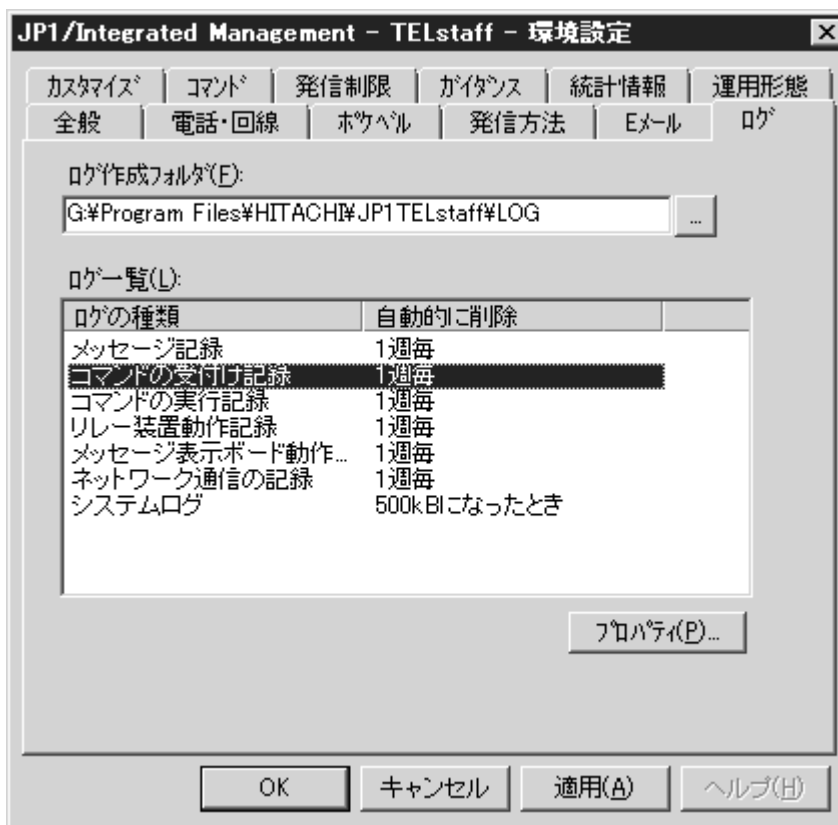 JP1/Integrated Management - TELstaff - 環境設定
ｶｽﾀﾏｲｽﾞ ｺﾏﾝﾄﾞ 発信制限 ｶﾞｲﾀﾞﾝｽ 統計情報 運用形態
全般 電話･回線 ﾎﾟｹﾍﾞﾙ 発信方法 Eﾒｰﾙ ﾛｸﾞ
ﾛｸﾞ作成ﾌｫﾙﾀﾞ(F):
G:¥Program Files¥HITACHI¥JP1TELstaff¥LOG ...
ﾛｸﾞ一覧(L):
ﾛｸﾞの種類 自動的に削除
メッセージ記録 1週毎
コマンドの受付け記録 1週毎
コマンドの実行記録 1週毎
リレー装置動作記録 1週毎
メッセージ表示ボード動作... 1週毎
ネットワーク通信の記録 1週毎
システムログ 500kBになったとき
ﾌﾟﾛﾊﾟﾃｨ(P)...
OK キャンセル 適用(A) ヘルプ(H)